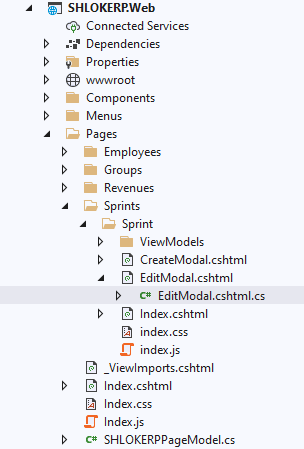 SHLOKERP.Web
Connected Services
Dependencies
Properties
wwwroot
Components
Menus
Pages
Employees
Groups
Revenues
Sprints
Sprint
ViewModels
CreateModal.cshtml
EditModal.cshtml
C# EditModal.cshtml.cs
Index.cshtml
index.css
index.js
_ViewImports.cshtml
Index.cshtml
Index.css
Index.js
C# SHLOKERPPageModel.cs